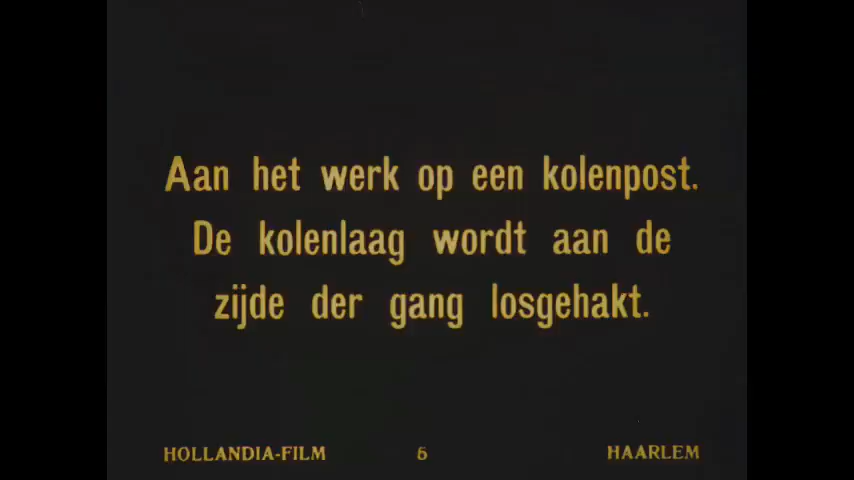 Aan het werk op een kolenpost.
De kolenlaag wordt aan de
zijde der gang losgehakt.
HOLLANDIA-FILM 6 HAARLEM